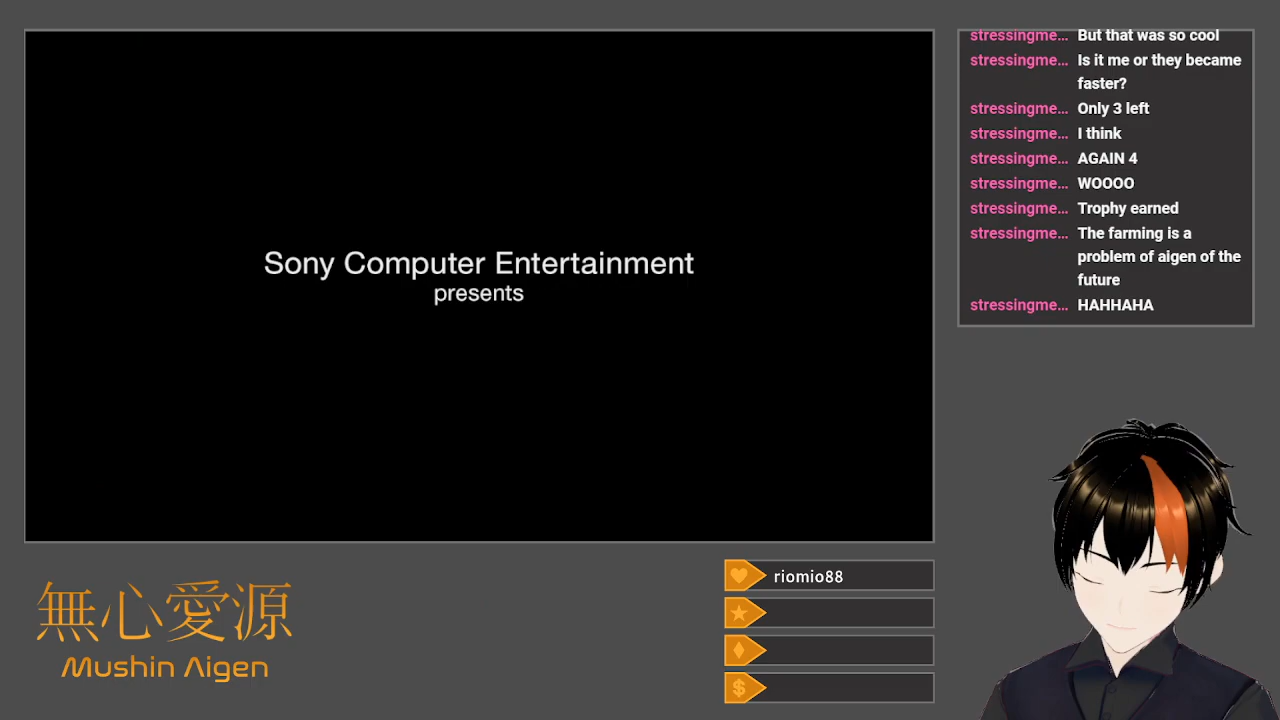 Sony Computer Entertainment
presents
stressingme... But that was so cool
stressingme... Is it me or they became
faster?
stressingme... Only 3 left
stressingme... I think
stressingme... AGAIN 4
stressingme... WOOOO
stressingme... Trophy earned
stressingme... The farming is a
problem of aigen of the
future
stressingme... HAHHAHA
無心愛源
Mushin Aigen
riomio88
$